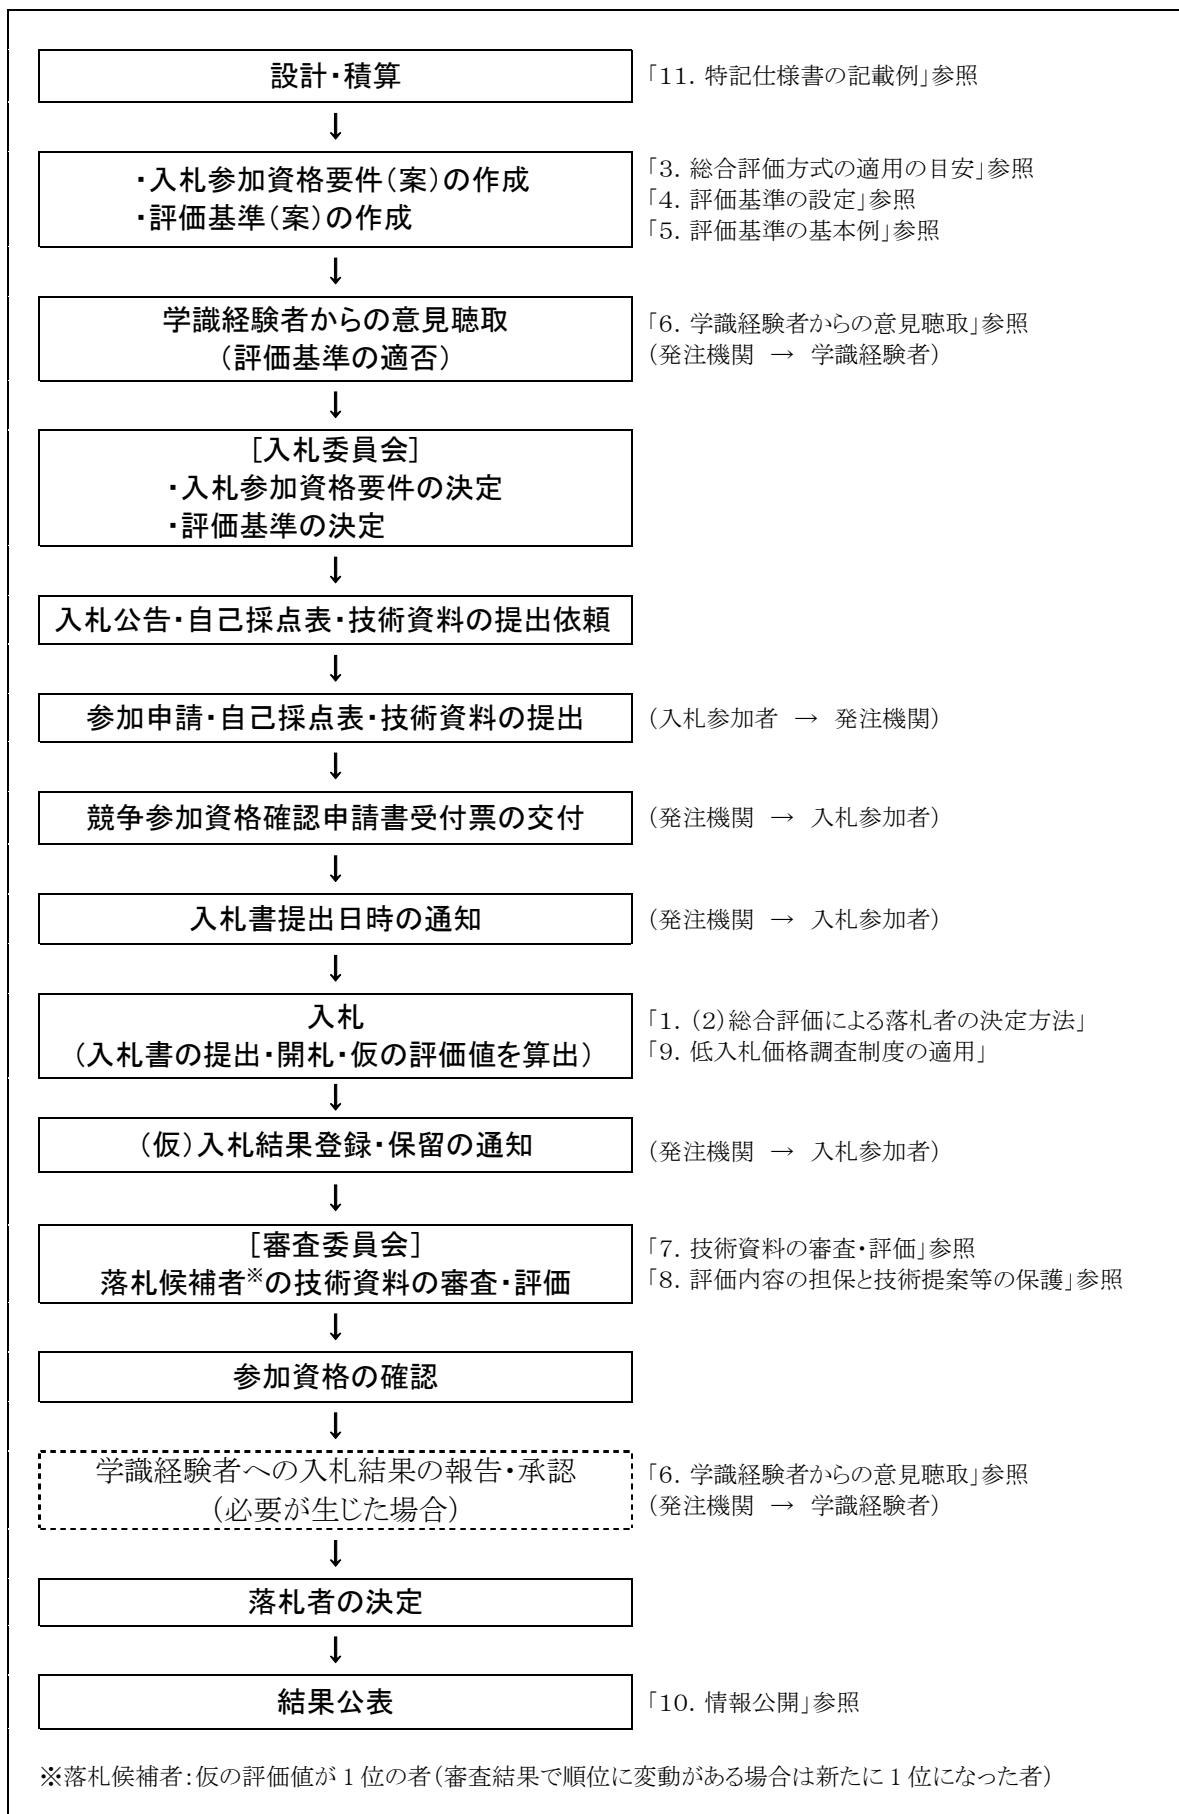 設計・積算
「11. 特記仕様書の記載例」参照
↓
・入札参加資格要件(案)の作成
・評価基準(案)の作成
「3. 総合評価方式の適用の目安」参照
「4. 評価基準の設定」参照
「5. 評価基準の基本例」参照
↓
学識経験者からの意見聴取
(評価基準の適否)
「6. 学識経験者からの意見聴取」参照
(発注機関 → 学識経験者)
↓
[入札委員会]
・入札参加資格要件の決定
・評価基準の決定
↓
入札公告・自己採点表・技術資料の提出依頼
↓
参加申請・自己採点表・技術資料の提出
(入札参加者 → 発注機関)
↓
競争参加資格確認申請書受付票の交付
(発注機関 → 入札参加者)
↓
入札書提出日時の通知
(発注機関 → 入札参加者)
↓
入札
(入札書の提出・開札・仮の評価値を算出)
「1. (2)総合評価による落札者の決定方法」
「9. 低入札価格調査制度の適用」
↓
(仮)入札結果登録・保留の通知
(発注機関 → 入札参加者)
↓
[審査委員会]
落札候補者※の技術資料の審査・評価
「7. 技術資料の審査・評価」参照
「8. 評価内容の担保と技術提案等の保護」参照
↓
参加資格の確認
↓
学識経験者への入札結果の報告・承認
(必要が生じた場合)
「6. 学識経験者からの意見聴取」参照
(発注機関 → 学識経験者)
↓
落札者の決定
↓
結果公表
「10. 情報公開」参照
※落札候補者:仮の評価値が1位の者(審査結果で順位に変動がある場合は新たに1位になった者)